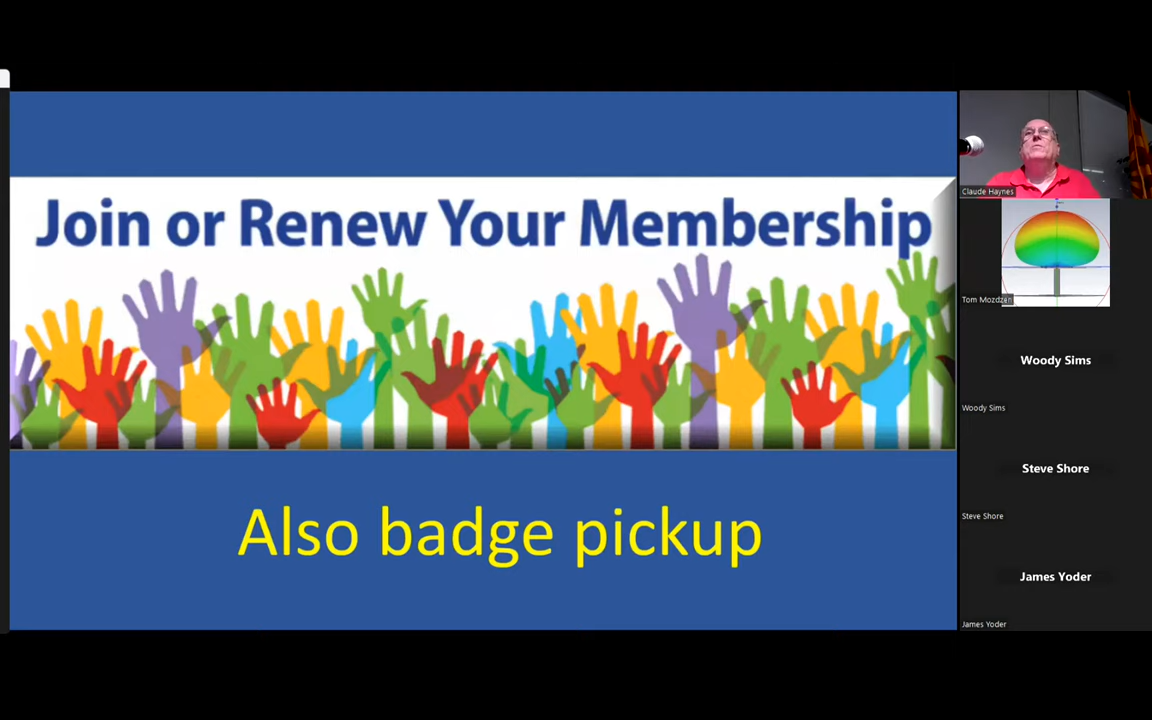 Join or Renew Your Membership
Also badge pickup
Claude Haynes
Tom Mozdzen
Woody Sims
Woody Sims
Steve Shore
Steve Shore
James Yoder
James Yoder